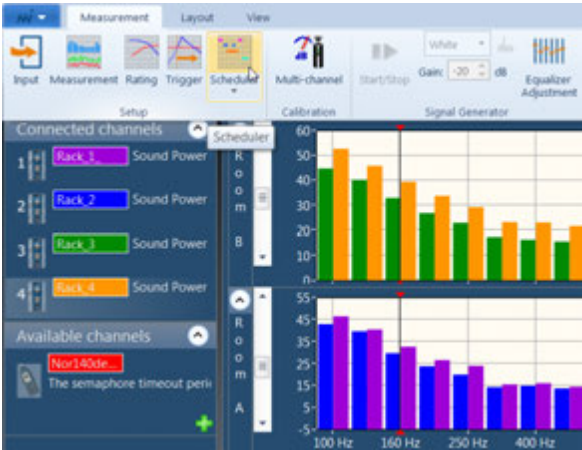 Measurement Layout View
Input Measurement Rating Trigger Scheduler Multi-channel Start/Stop Equalizer Adjustment
White
Gain: -20 dB
Setup Calibration Signal Generator
Scheduler
Connected channels
1 Rack_1_ Sound Power
2 Rack_2 Sound Power
3 Rack_3 Sound Power
4 Rack_4 Sound Power
Available channels
Nor140de...
The semaphore timeout peri
Room B
60
50
40
30
20
10
0
Room A
55
45
35
25
15
5
-5
100 Hz 160 Hz 250 Hz 400 Hz